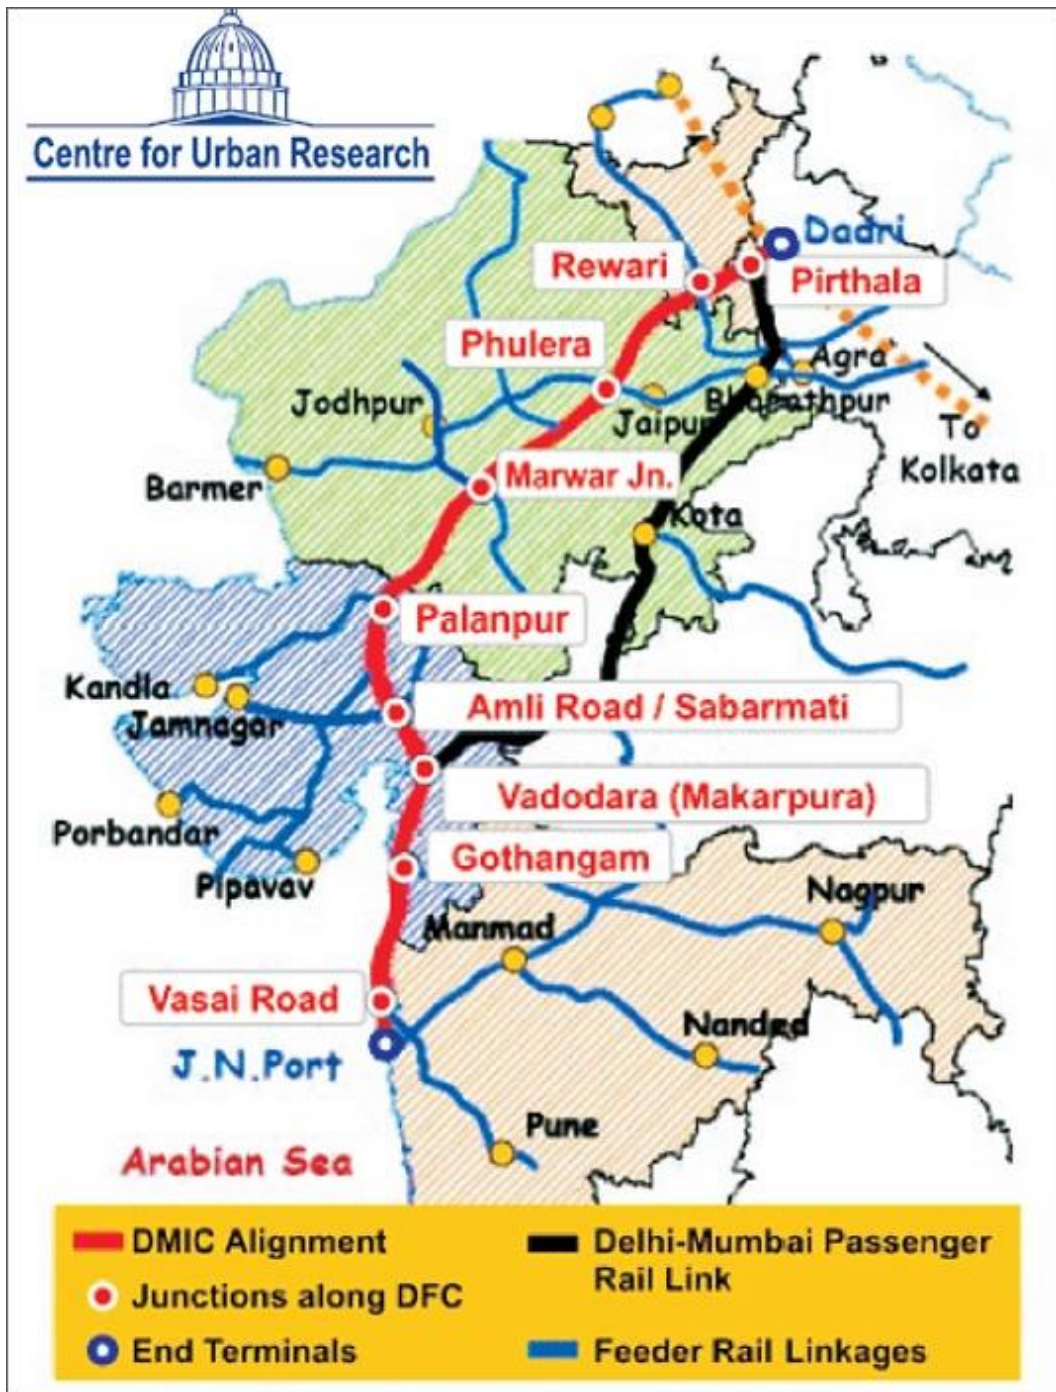 Centre for Urban Research
Dadri
Rewari
Pirthala
Phulera
Agra
Jodhpur
Jaipur
Bharathpur
To
Kolkata
Barmer
Marwar Jn.
Kota
Palanpur
Kandla
Jamnagar
Amli Road / Sabarmati
Vadodara (Makarpura)
Porbandar
Pipavav
Gothangam
Nagpur
Manmad
Vasai Road
Nanded
J.N.Port
Pune
Arabian Sea
DMIC Alignment
Junctions along DFC
End Terminals
Delhi-Mumbai Passenger
Rail Link
Feeder Rail Linkages